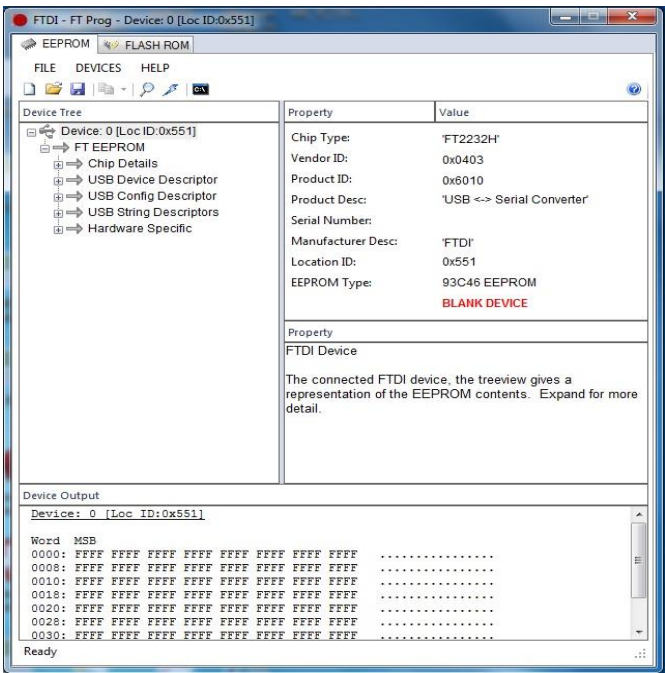 FTDI - FT Prog - Device: 0 [Loc ID:0x551]
EEPROM FLASH ROM
FILE DEVICES HELP
Device Tree
Device: 0 [Loc ID:0x551]
FT EEPROM
Chip Details
USB Device Descriptor
USB Config Descriptor
USB String Descriptors
Hardware Specific
Property Value
Chip Type: 'FT2232H'
Vendor ID: 0x0403
Product ID: 0x6010
Product Desc: 'USB <-> Serial Converter'
Serial Number:
Manufacturer Desc: 'FTDI'
Location ID: 0x551
EEPROM Type: 93C46 EEPROM
BLANK DEVICE
Property
FTDI Device
The connected FTDI device, the treeview gives a
representation of the EEPROM contents. Expand for more
detail.
Device Output
Device: 0 [Loc ID:0x551]
Word MSB
0000: FFFF FFFF FFFF FFFF FFFF FFFF FFFF FFFF ................
0008: FFFF FFFF FFFF FFFF FFFF FFFF FFFF FFFF ................
0010: FFFF FFFF FFFF FFFF FFFF FFFF FFFF FFFF ................
0018: FFFF FFFF FFFF FFFF FFFF FFFF FFFF FFFF ................
0020: FFFF FFFF FFFF FFFF FFFF FFFF FFFF FFFF ................
0028: FFFF FFFF FFFF FFFF FFFF FFFF FFFF FFFF ................
0030: FFFF FFFF FFFF FFFF FFFF FFFF FFFF FFFF ................
Ready